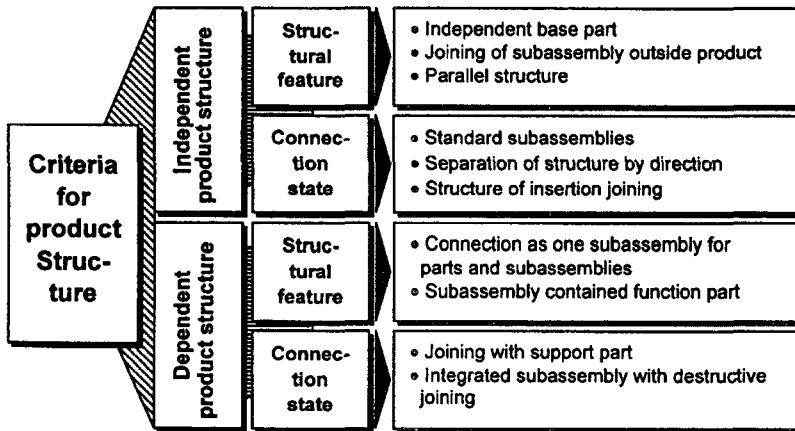 Criteria
for
product
Struc-
ture
Independent
product structure
Struc-
tural
feature
• Independent base part
• Joining of subassembly outside product
• Parallel structure
Connec-
tion
state
• Standard subassemblies
• Separation of structure by direction
• Structure of insertion joining
Dependent
product structure
Struc-
tural
feature
• Connection as one subassembly for
parts and subassemblies
• Subassembly contained function part
Connec-
tion
state
• Joining with support part
• Integrated subassembly with destructive
joining